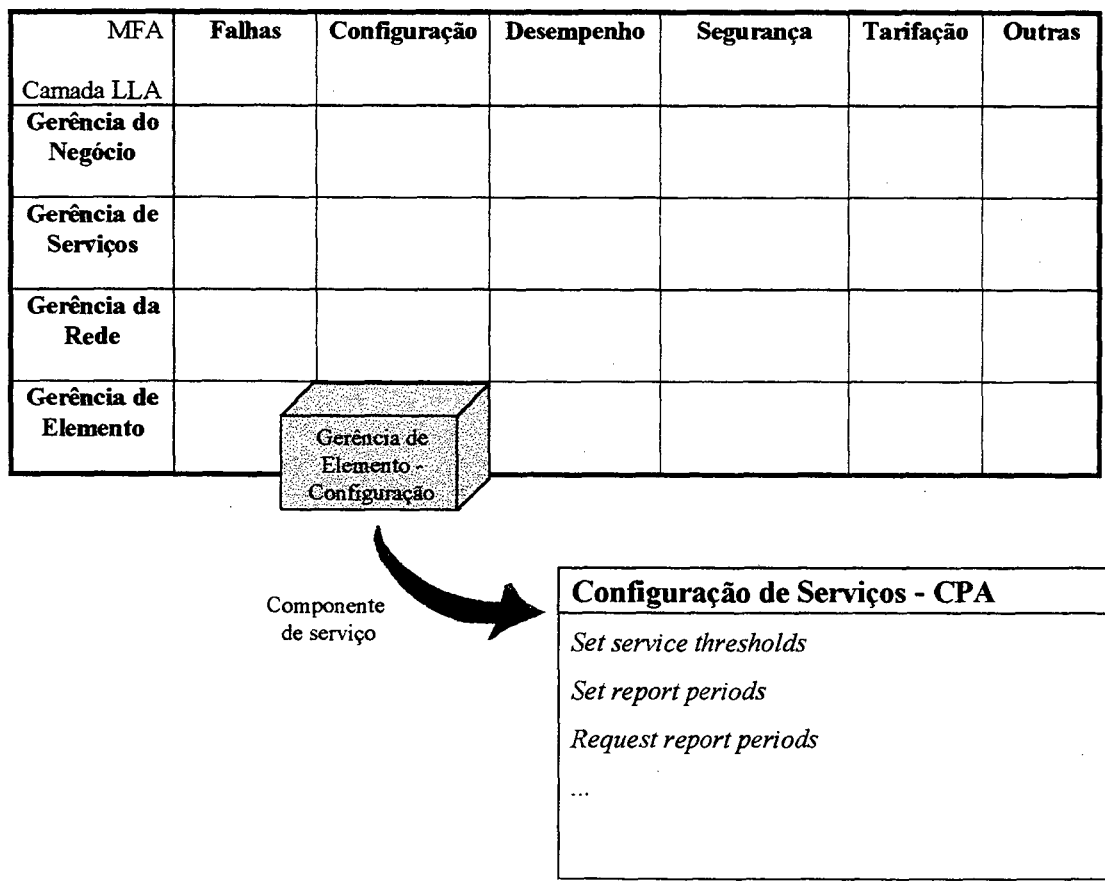 MFA
Falhas
Configuração
Desempenho
Segurança
Tarifação
Outras
Camada LLA
Gerência do
Negócio
Gerência de
Serviços
Gerência da
Rede
Gerência de
Elemento
Gerência de
Elemento -
Configuração
Componente
de serviço
Configuração de Serviços - CPA
Set service thresholds
Set report periods
Request report periods
...